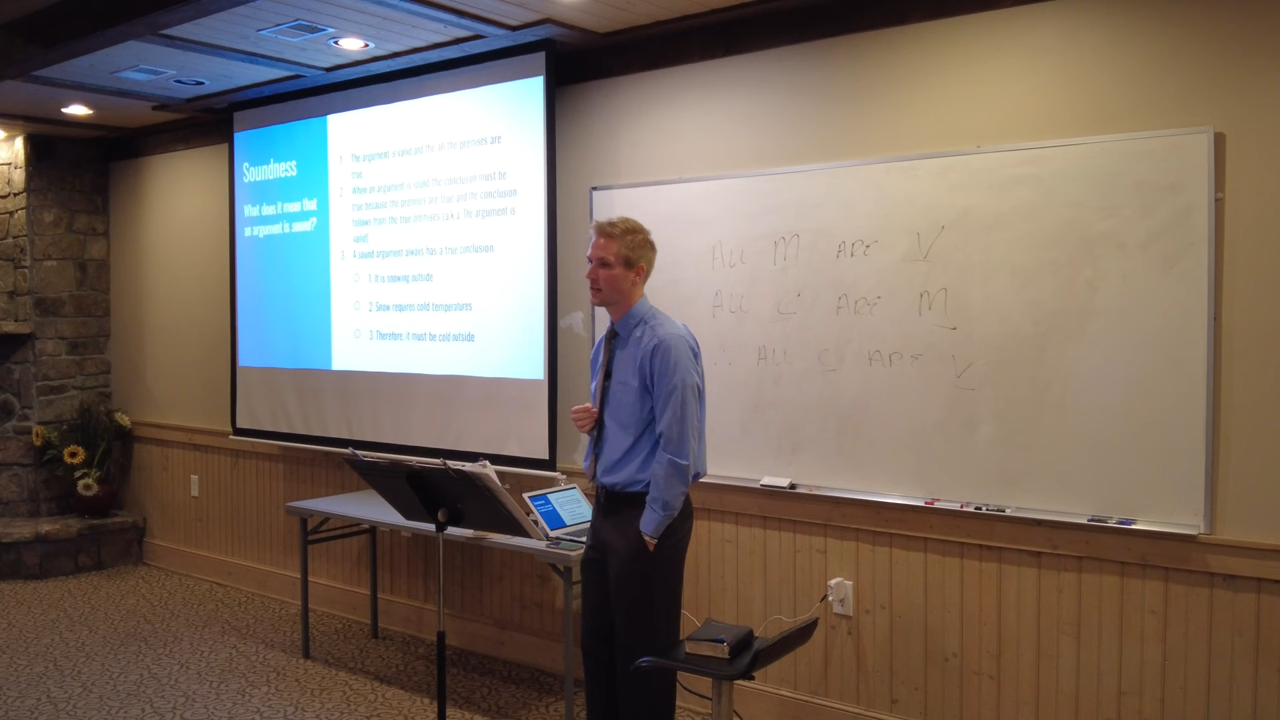 Soundness
What does it mean that
an argument is sound?
1. The argument is valid and the all the premises are
true.
2. When an argument is sound the conclusion must be
true because the premises are true and the conclusion
follows from the true premises (a.k.a. The argument is
valid)
3. A sound argument always has a true conclusion
1. It is snowing outside
2. Snow requires cold temperatures
3. Therefore, it must be cold outside
ALL M ARE V
ALL C ARE M
∴ ALL C ARE V
Soundness